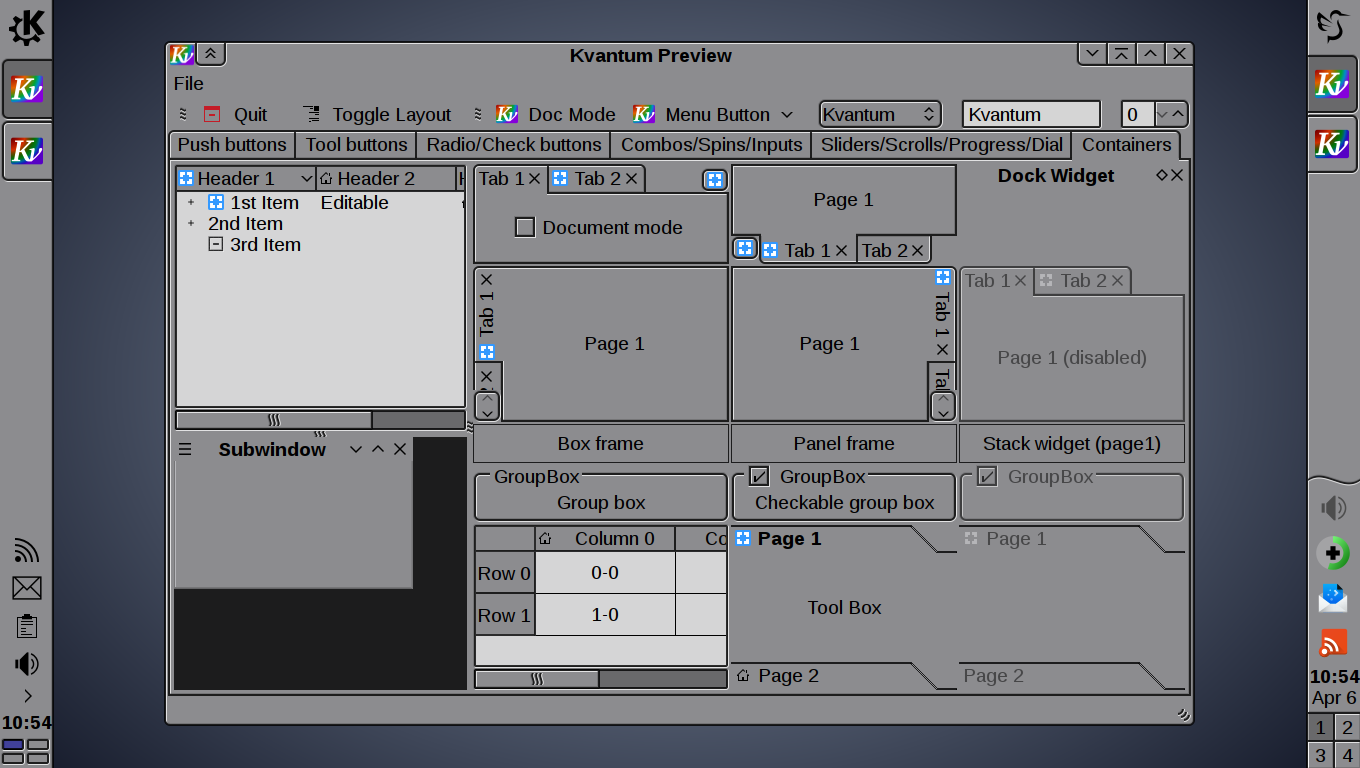 Kvantum Preview
File
Quit
Toggle Layout
Doc Mode
Menu Button
Kvantum
Kvantum
0
Push buttons
Tool buttons
Radio/Check buttons
Combos/Spins/Inputs
Sliders/Scrolls/Progress/Dial
Containers
Header 1
Header 2
1st Item
Editable
2nd Item
3rd Item
Subwindow
Tab 1
Tab 2
Document mode
Page 1
Tab 1
Tab 2
Dock Widget
Tab 1
Page 1
Page 1
Tab 1
Tab 1
Tab 2
Page 1 (disabled)
Box frame
Panel frame
Stack widget (page1)
GroupBox
Group box
GroupBox
Checkable group box
GroupBox
Column 0
Co
Row 0
0-0
Row 1
1-0
Page 1
Tool Box
Page 2
Page 1
Page 2
10:54
10:54
Apr 6
1
2
3
4